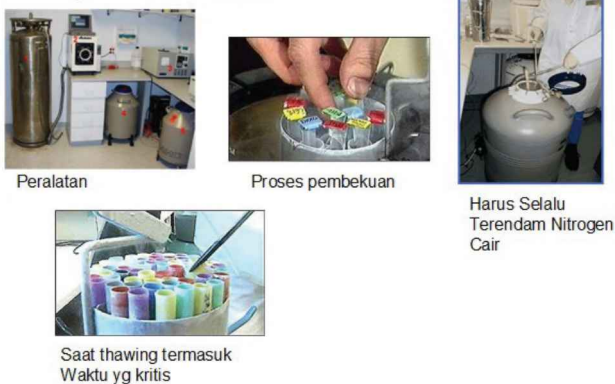 Peralatan
Proses pembekuan
Harus Selalu
Terendam Nitrogen
Cair
Saat thawing termasuk
Waktu yg kritis